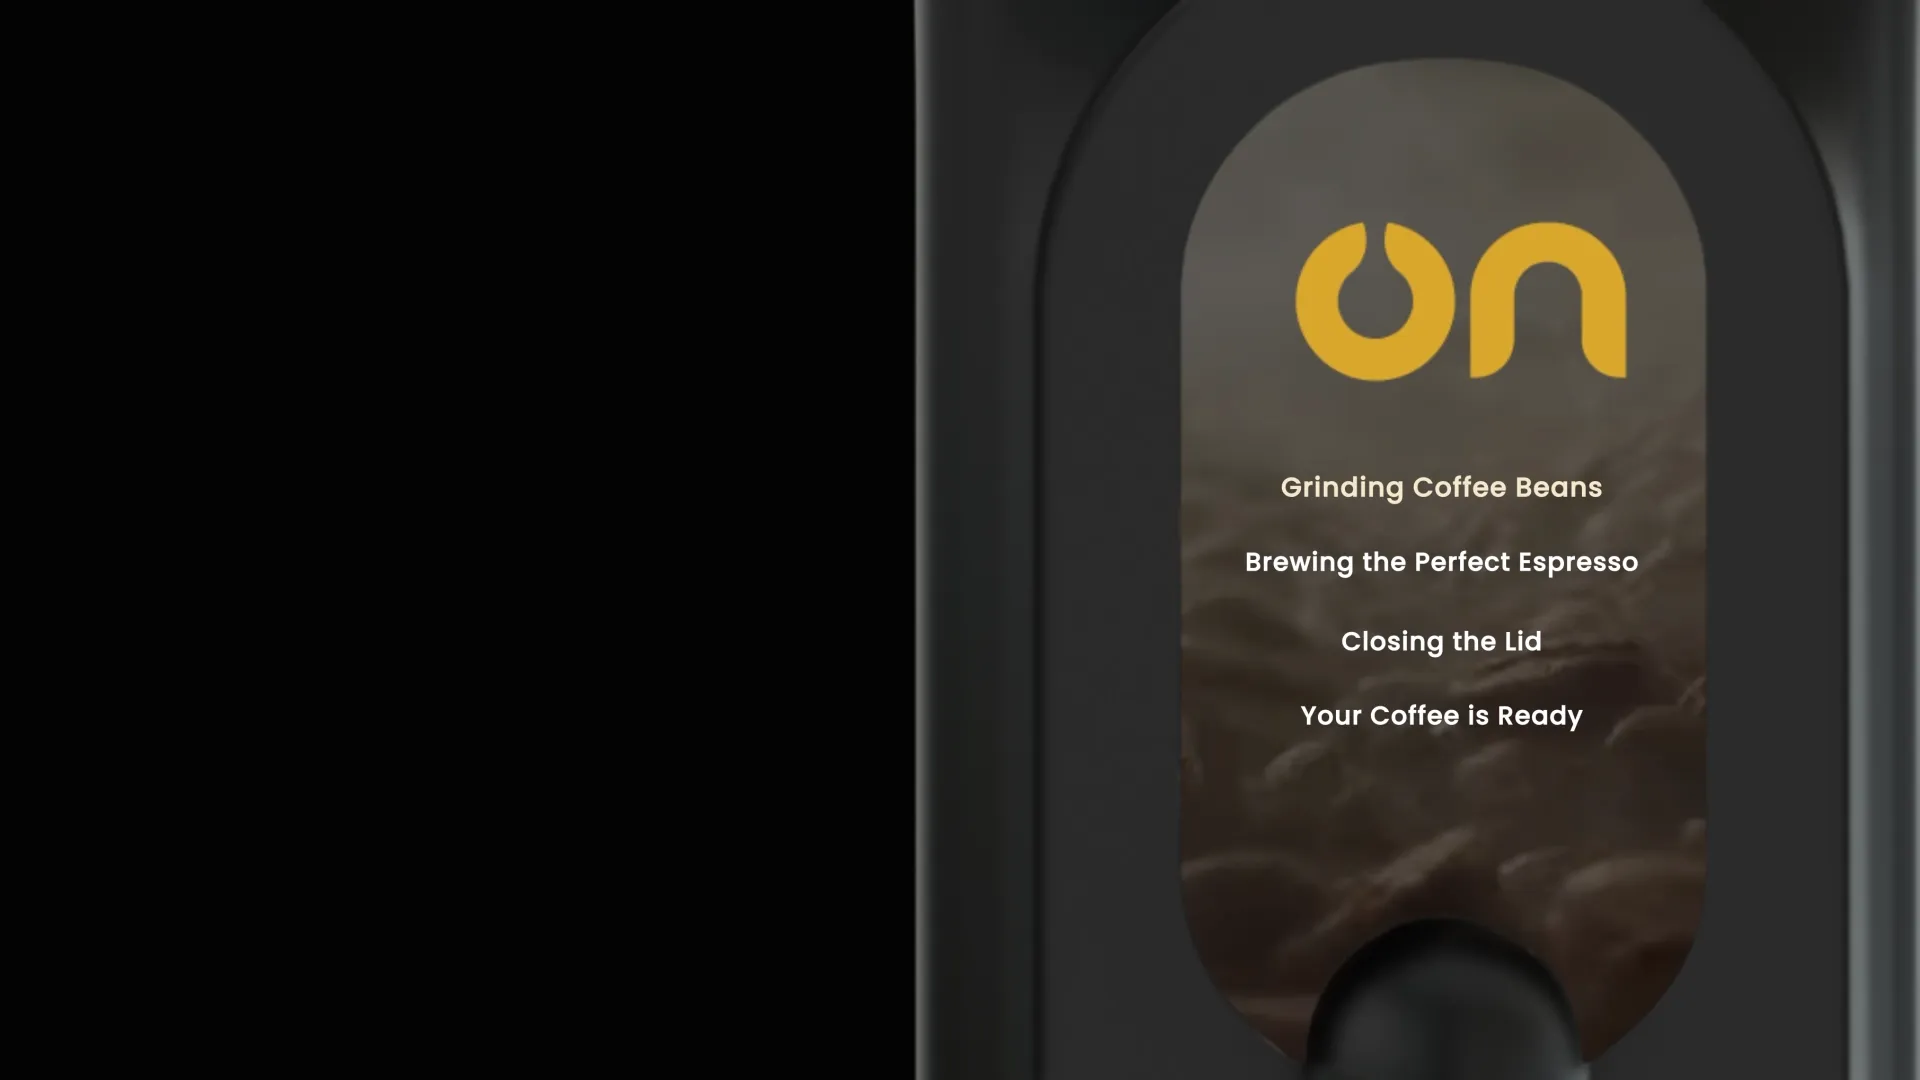 on
Grinding Coffee Beans
Brewing the Perfect Espresso
Closing the Lid
Your Coffee is Ready